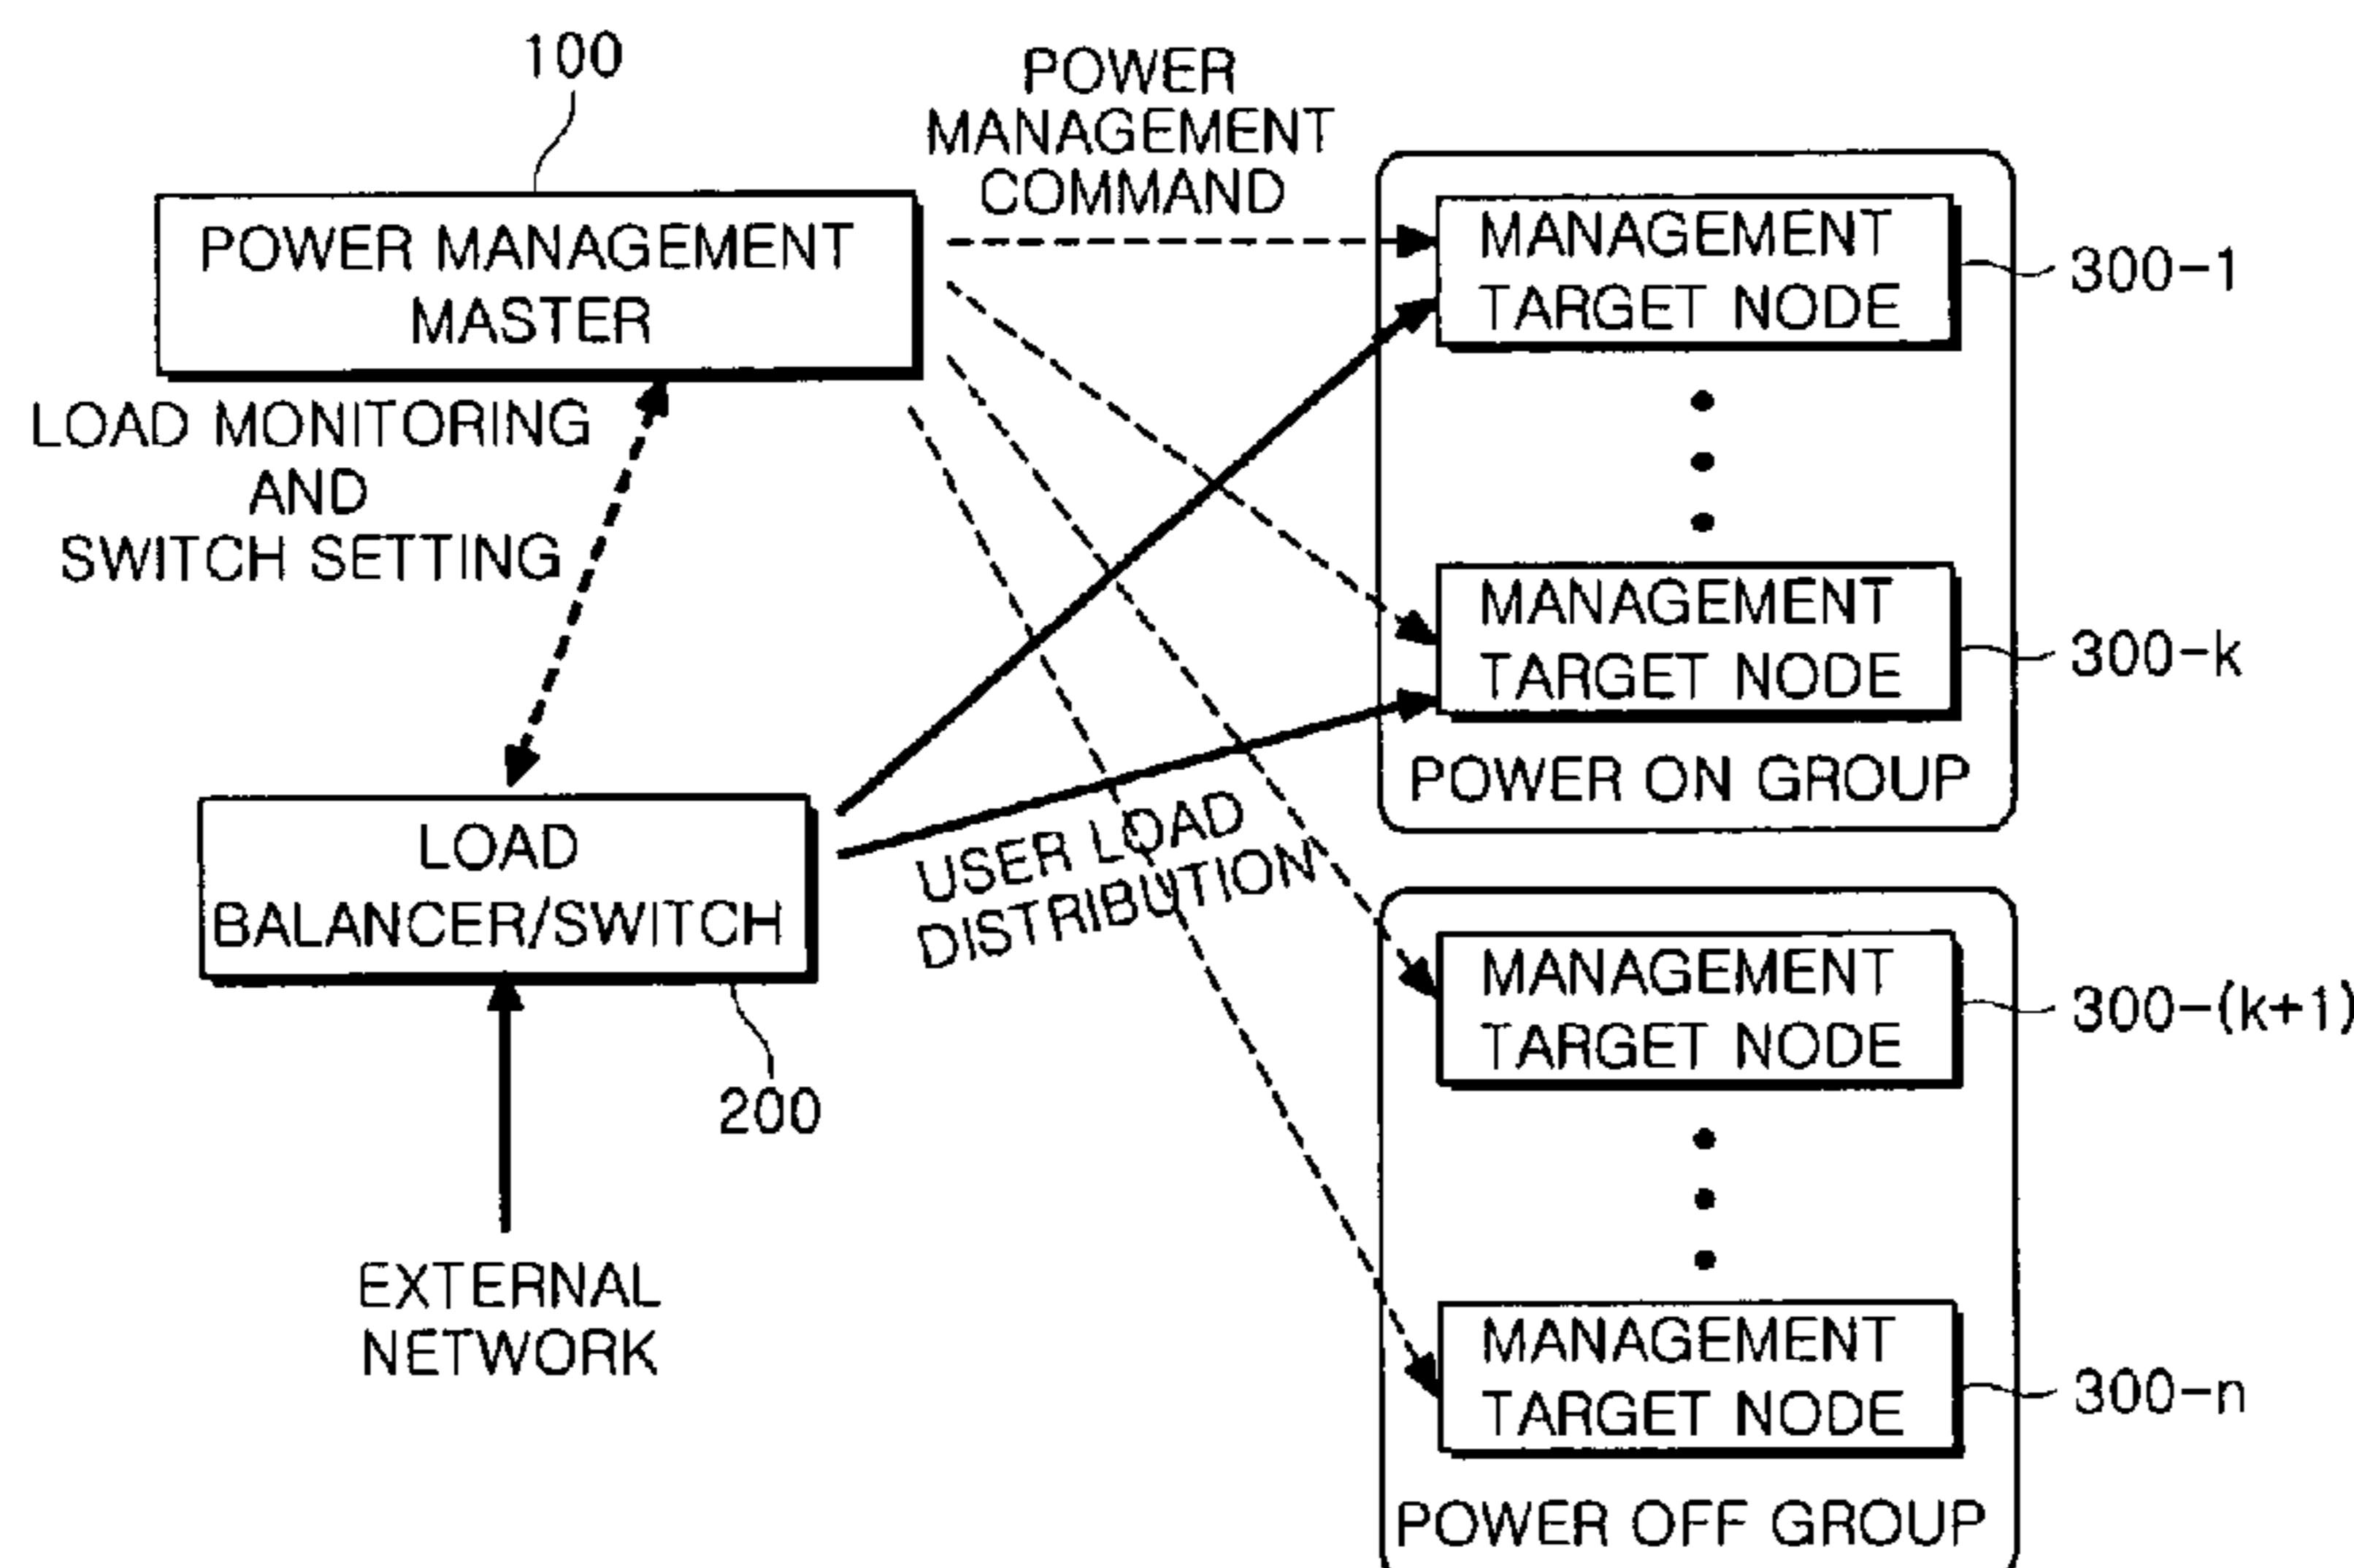 100
POWER
MANAGEMENT
COMMAND
POWER MANAGEMENT
MASTER
MANAGEMENT
TARGET NODE
300-1
LOAD MONITORING
AND
SWITCH SETTING
MANAGEMENT
TARGET NODE
300-k
POWER ON GROUP
LOAD
BALANCER/SWITCH
USER LOAD
DISTRIBUTION
200
MANAGEMENT
TARGET NODE
300-(k+1)
EXTERNAL
NETWORK
MANAGEMENT
TARGET NODE
300-n
POWER OFF GROUP